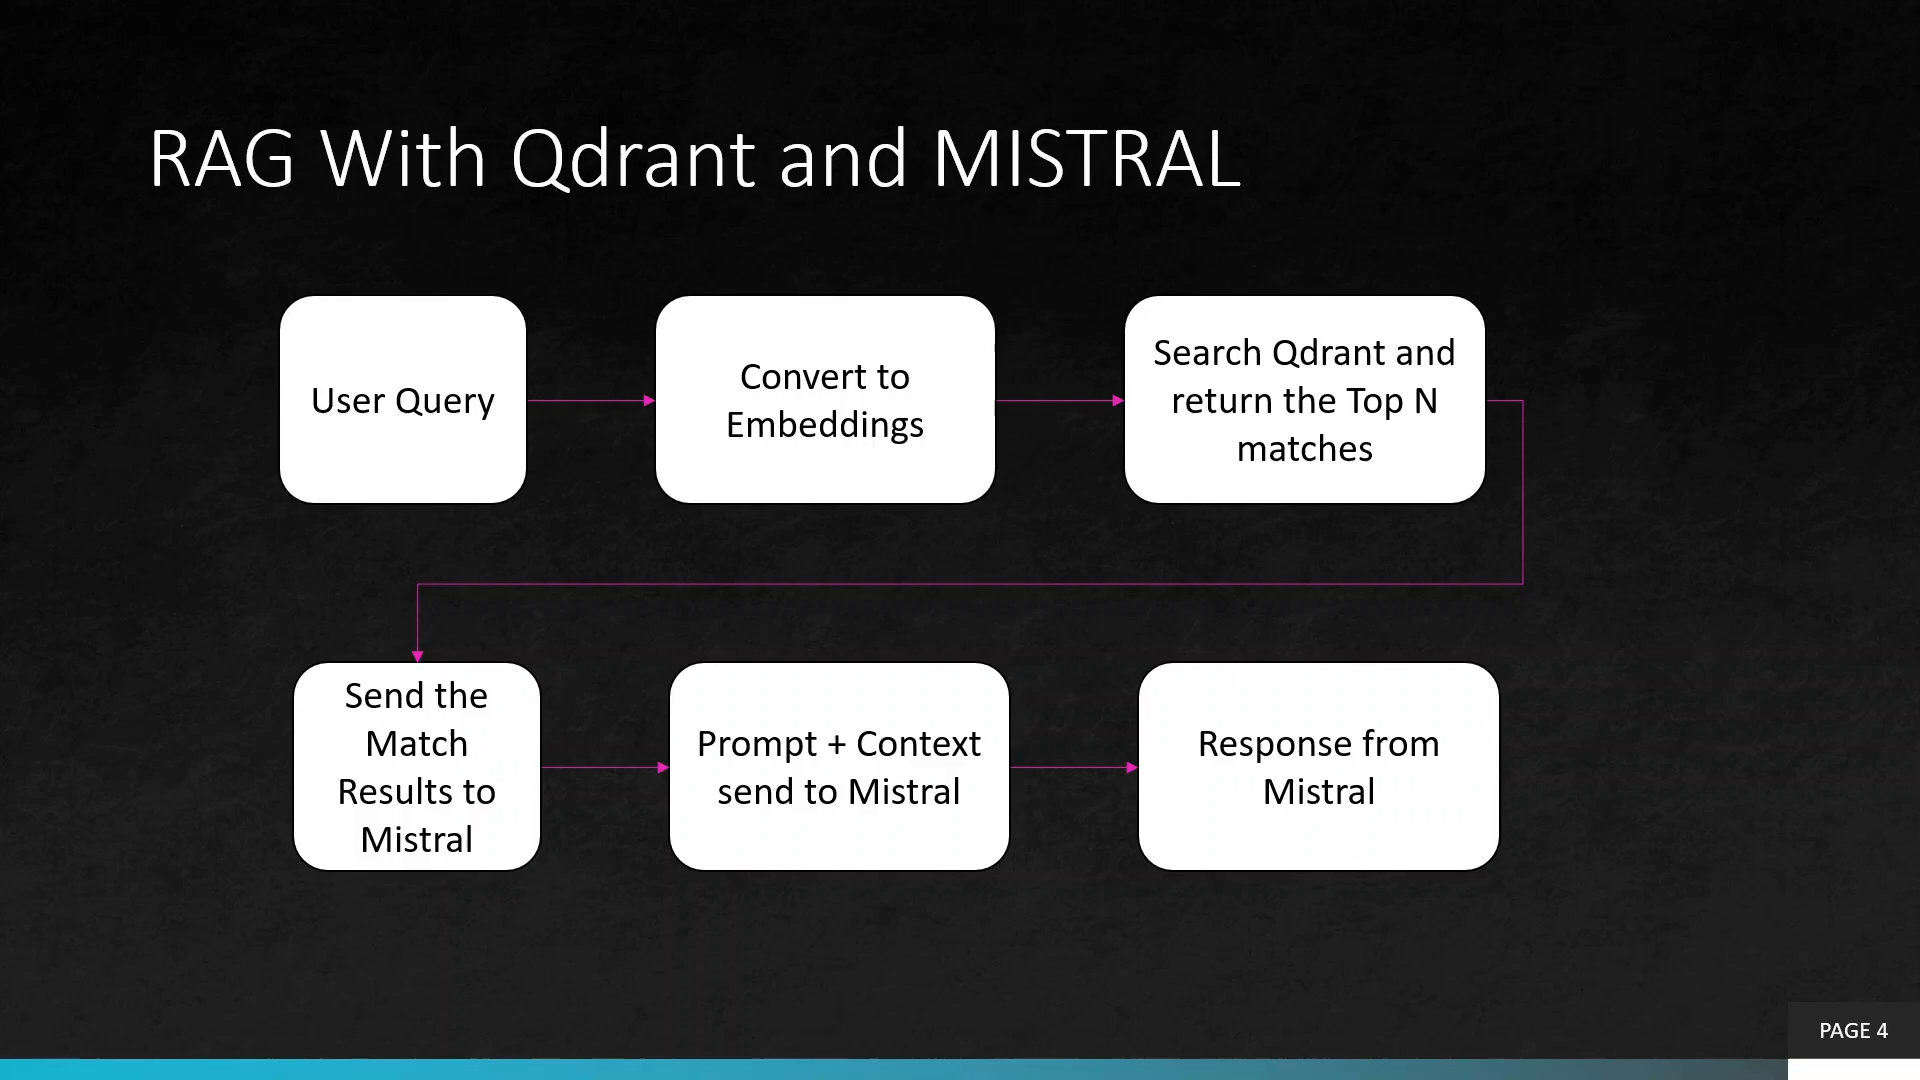 RAG With Qdrant and MISTRAL
User Query
Convert to
Embeddings
Search Qdrant and
return the Top N
matches
Send the
Match
Results to
Mistral
Prompt + Context
send to Mistral
Response from
Mistral
PAGE 4